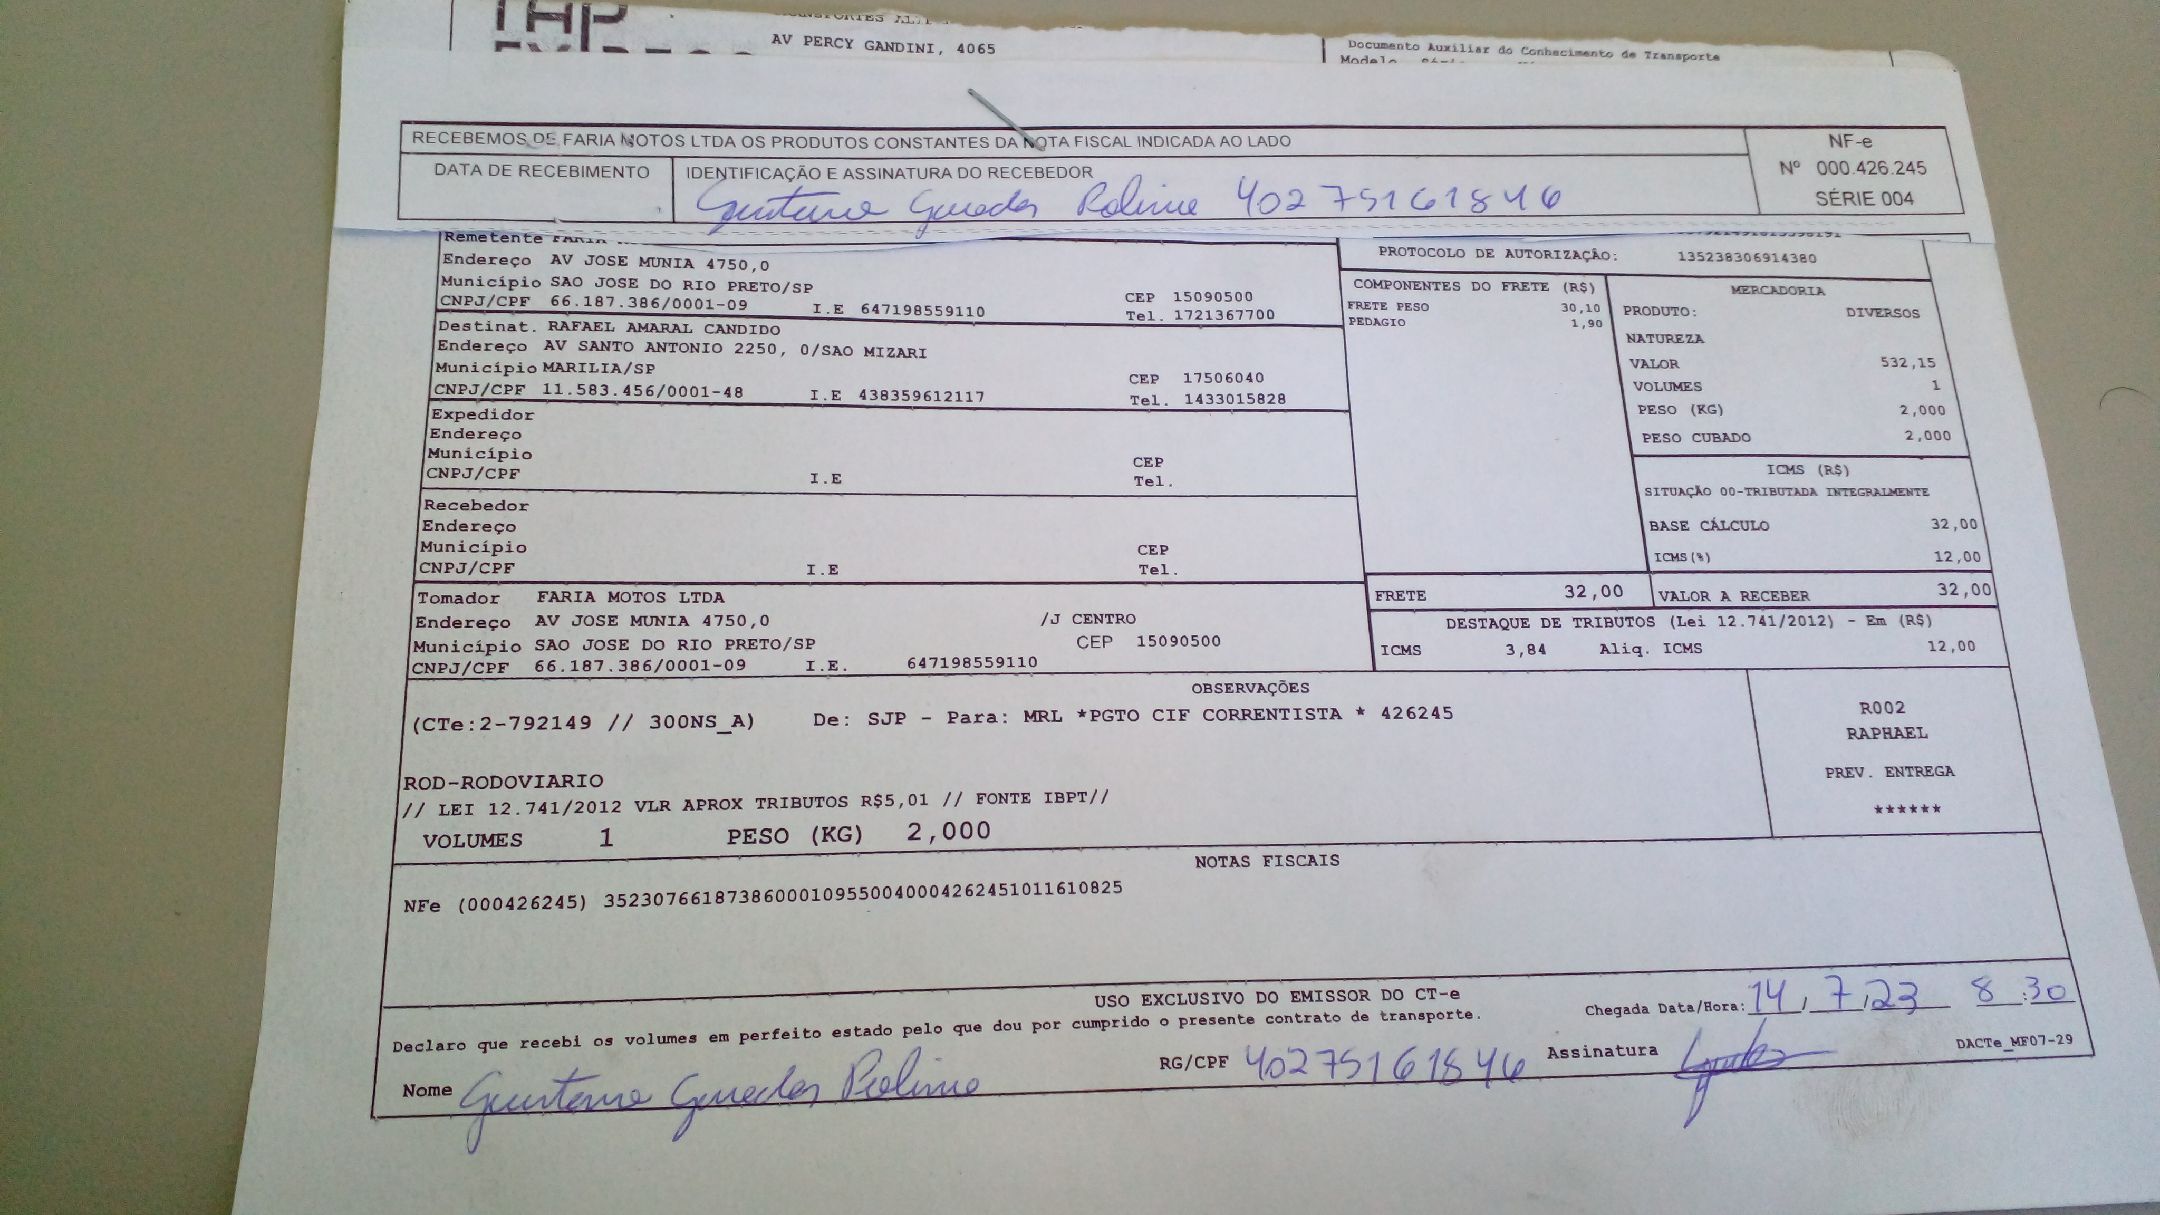 AV PERCY GANDINI, 4065
Documento Auxiliar do Conhecimento de Transporte
RECEBEMOS DE FARIA MOTOS LTDA OS PRODUTOS CONSTANTES DA NOTA FISCAL INDICADA AO LADO
NF-e
Nº 000.426.245
SÉRIE 004
DATA DE RECEBIMENTO
IDENTIFICAÇÃO E ASSINATURA DO RECEBEDOR
40275161846
Remetente
Endereço AV JOSE MUNIA 4750,0
Município SAO JOSE DO RIO PRETO/SP
CNPJ/CPF 66.187.386/0001-09 I.E 647198559110
CEP 15090500
Tel. 1721367700
Destinat. RAFAEL AMARAL CANDIDO
Endereço AV SANTO ANTONIO 2250, 0/SAO MIZARI
Município MARILIA/SP
CNPJ/CPF 11.583.456/0001-48 I.E 438359612117
CEP 17506040
Tel. 1433015828
Expedidor
Endereço
Município
CNPJ/CPF I.E
CEP
Tel.
Recebedor
Endereço
Município
CNPJ/CPF I.E
CEP
Tel.
Tomador FARIA MOTOS LTDA
Endereço AV JOSE MUNIA 4750,0 /J CENTRO
Município SAO JOSE DO RIO PRETO/SP CEP 15090500
CNPJ/CPF 66.187.386/0001-09 I.E. 647198559110
PROTOCOLO DE AUTORIZAÇÃO: 135238306914380
COMPONENTES DO FRETE (R$)
FRETE PESO 30,10
PEDAGIO 1,90
MERCADORIA
PRODUTO: DIVERSOS
NATUREZA
VALOR 532,15
VOLUMES 1
PESO (KG) 2,000
PESO CUBADO 2,000
ICMS (R$)
SITUAÇÃO 00-TRIBUTADA INTEGRALMENTE
BASE CÁLCULO 32,00
ICMS(%) 12,00
FRETE 32,00
VALOR A RECEBER 32,00
DESTAQUE DE TRIBUTOS (Lei 12.741/2012) - Em (R$)
ICMS 3,84 Aliq. ICMS 12,00
OBSERVAÇÕES
(CTe:2-792149 // 300NS_A) De: SJP - Para: MRL *PGTO CIF CORRENTISTA * 426245
ROD-RODOVIARIO
// LEI 12.741/2012 VLR APROX TRIBUTOS R$5,01 // FONTE IBPT//
VOLUMES 1 PESO (KG) 2,000
R002
RAPHAEL
PREV. ENTREGA
******
NOTAS FISCAIS
NFe (000426245) 35230766187386000109550040004262451011610825
USO EXCLUSIVO DO EMISSOR DO CT-e
Declaro que recebi os volumes em perfeito estado pelo que dou por cumprido o presente contrato de transporte.
Chegada Data/Hora: 14/7/23 8:30
Nome
RG/CPF 40275161846 Assinatura
DACTe_MF07-29